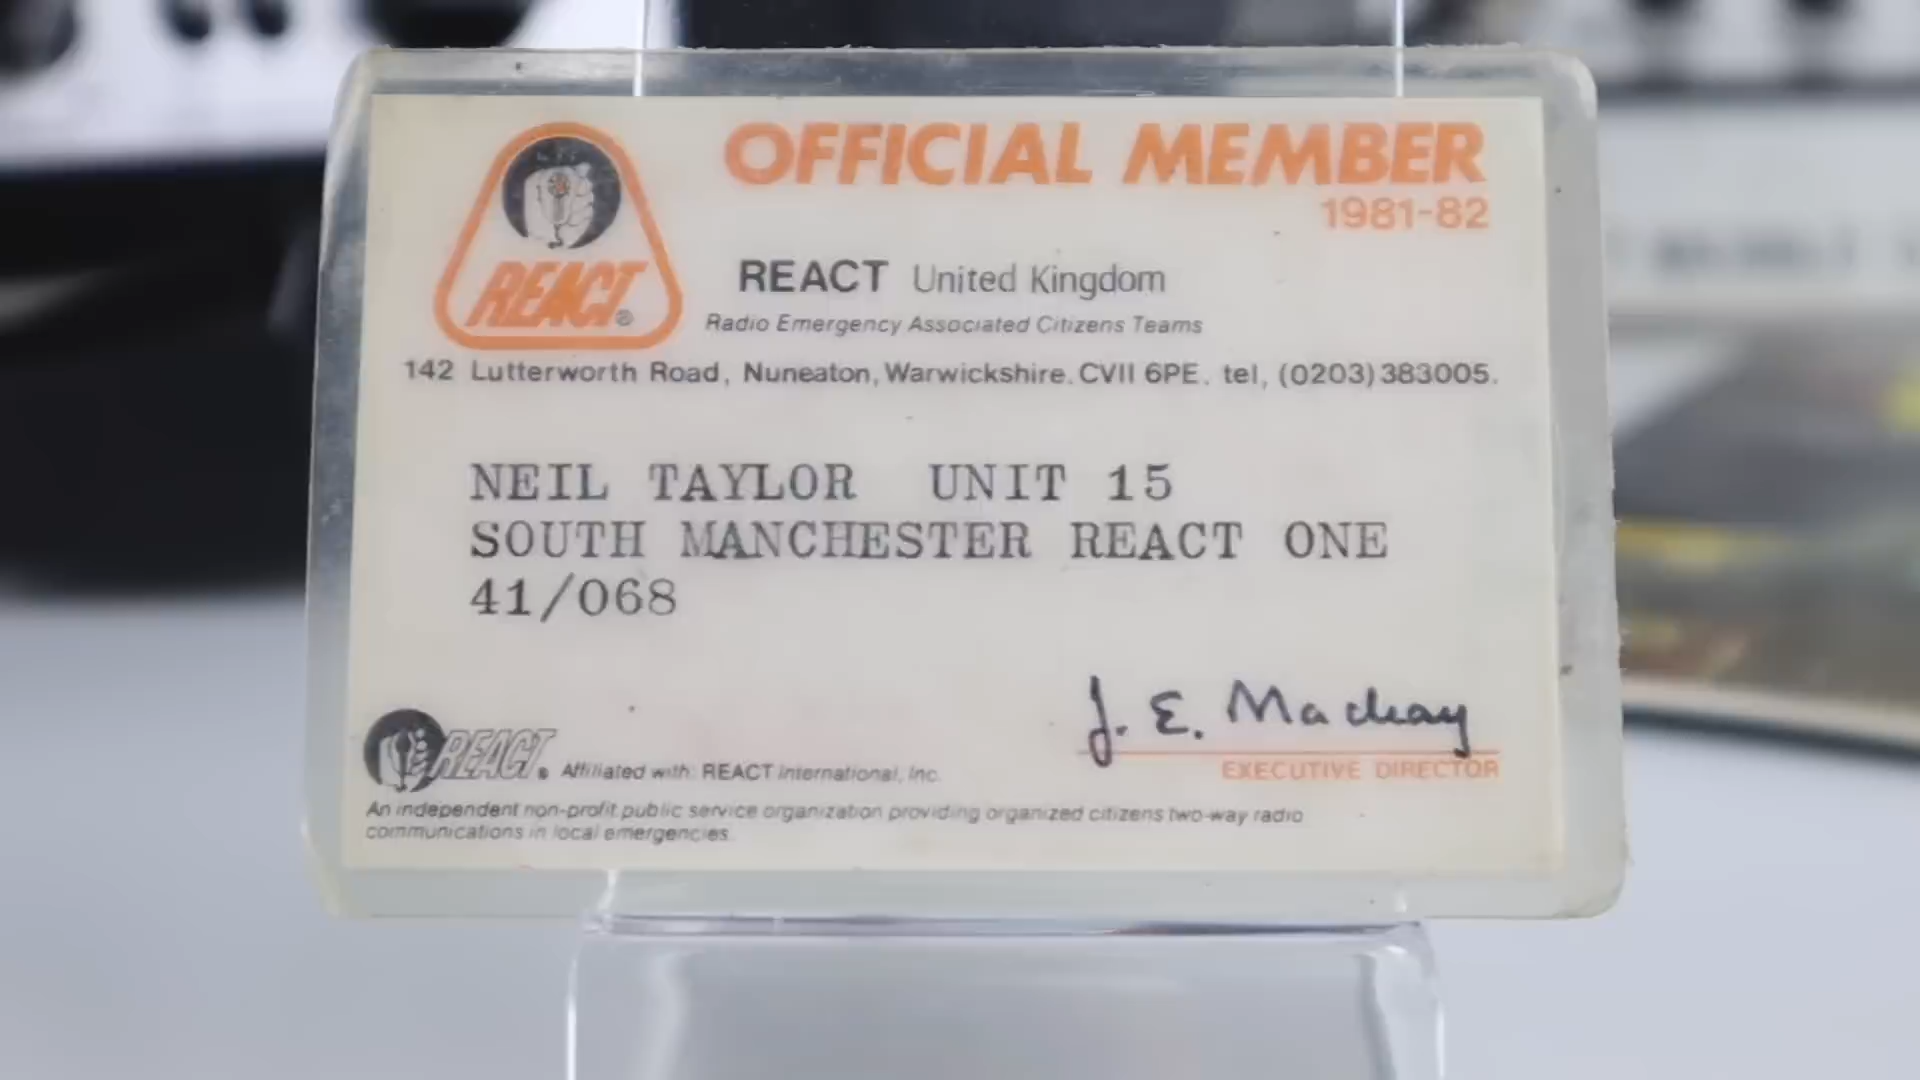 OFFICIAL MEMBER
1981-82
REACT®
REACT United Kingdom
Radio Emergency Associated Citizens Teams
142 Lutterworth Road, Nuneaton, Warwickshire. CV11 6PE. tel, (0203) 383005.
NEIL TAYLOR UNIT 15
SOUTH MANCHESTER REACT ONE
41/068
J. E. Mackay
EXECUTIVE DIRECTOR
REACT® Affiliated with: REACT International, Inc.
An independent non-profit public service organization providing organized citizens two-way radio
communications in local emergencies.